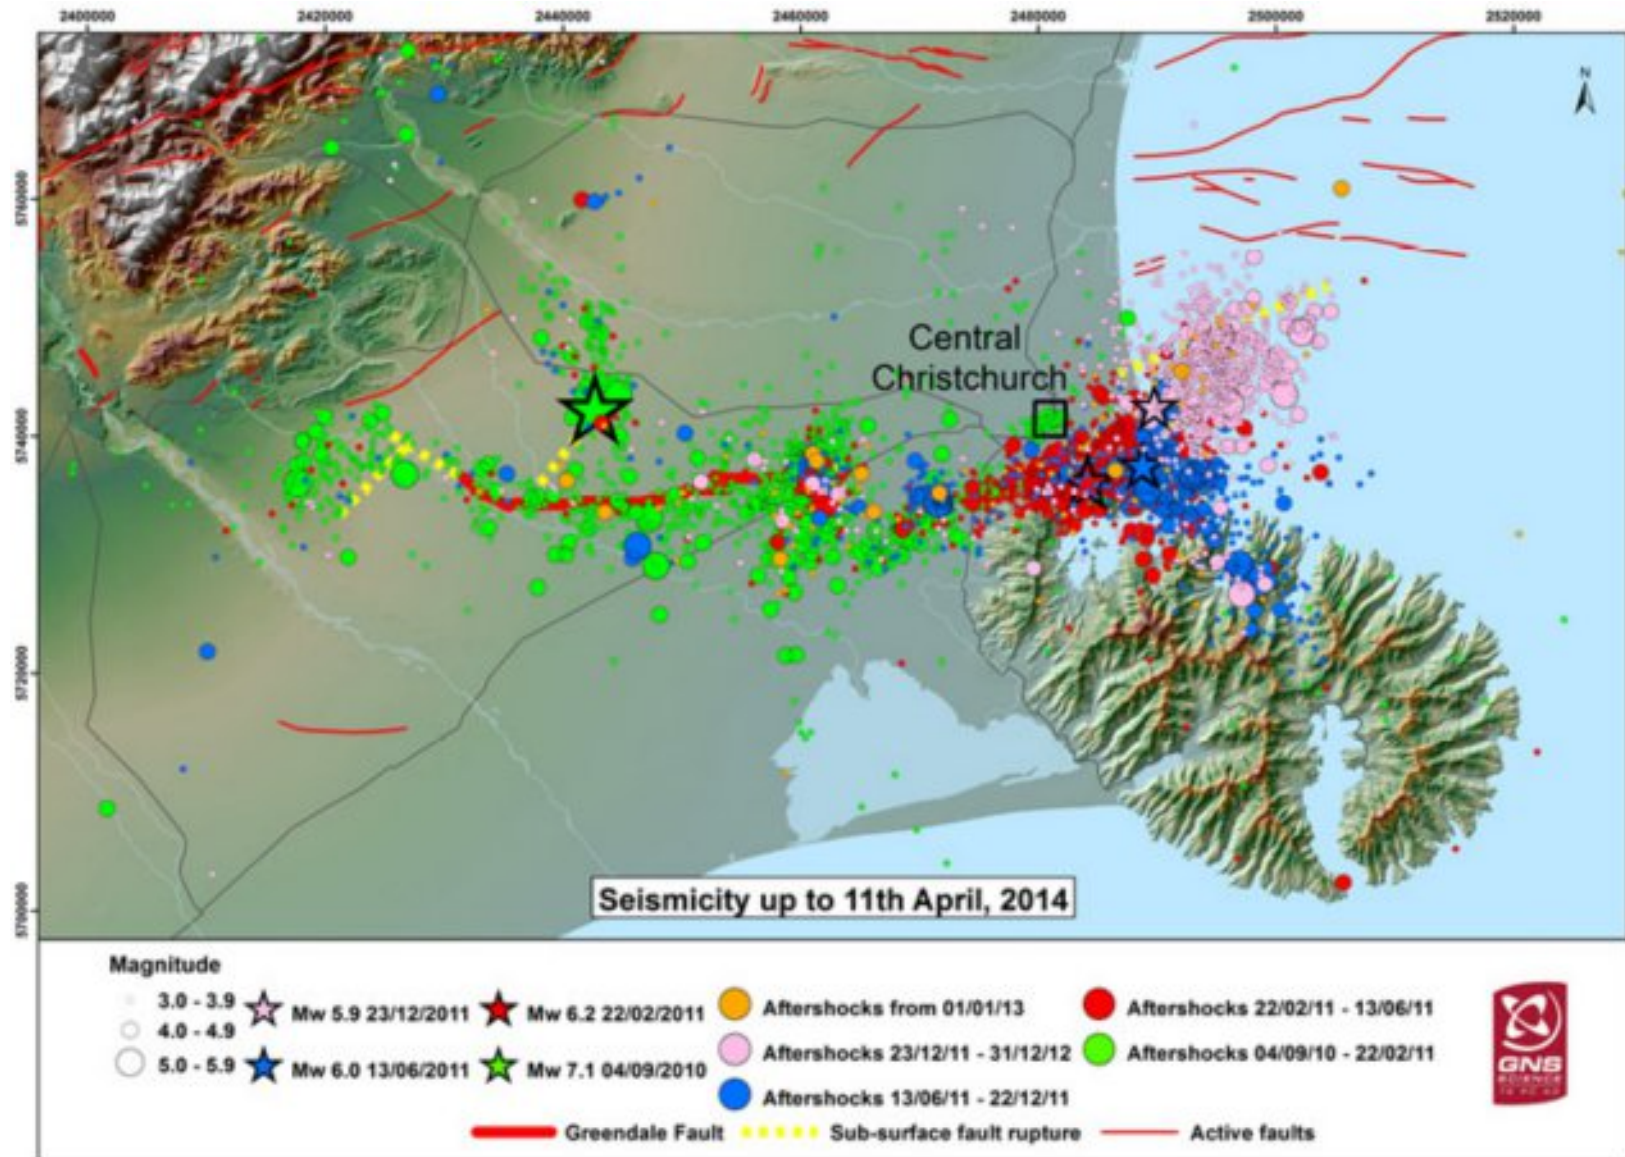 2400000 2420000 2440000 2460000 2480000 2500000 2520000
N
5760000
5740000
5720000
5700000
Central
Christchurch
Seismicity up to 11th April, 2014
Magnitude
3.0 - 3.9
4.0 - 4.9
5.0 - 5.9
Mw 5.9 23/12/2011
Mw 6.0 13/06/2011
Mw 6.2 22/02/2011
Mw 7.1 04/09/2010
Aftershocks from 01/01/13
Aftershocks 23/12/11 - 31/12/12
Aftershocks 13/06/11 - 22/12/11
Aftershocks 22/02/11 - 13/06/11
Aftershocks 04/09/10 - 22/02/11
Greendale Fault
Sub-surface fault rupture
Active faults
GNS
SCIENCE